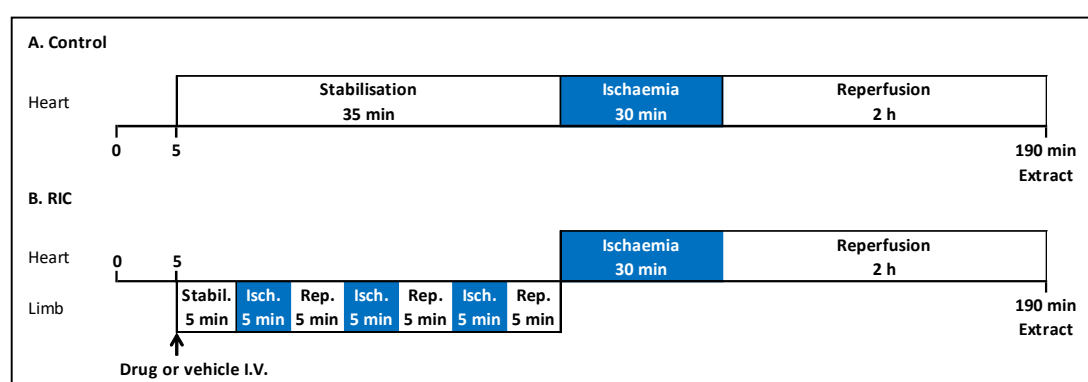 A. Control
Heart
Stabilisation
35 min
Ischaemia
30 min
Reperfusion
2 h
0
5
190 min
Extract
B. RIC
Heart
0
5
Ischaemia
30 min
Reperfusion
2 h
Limb
Stabil. Isch. Rep. Isch. Rep. Isch. Rep.
5 min 5 min 5 min 5 min 5 min 5 min 5 min
190 min
Extract
Drug or vehicle I.V.